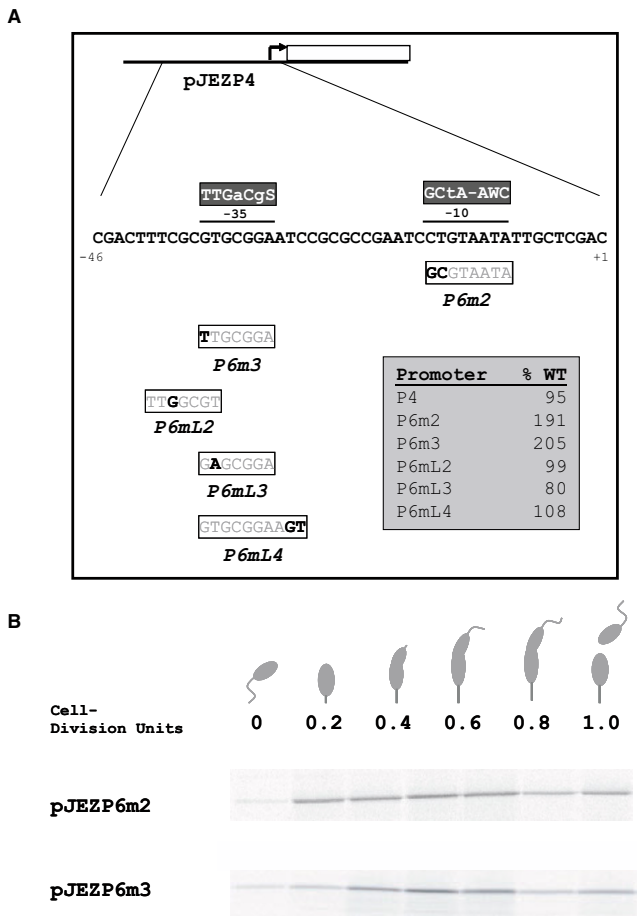 A
pJEZP4
TTGaCgS GCtA-AWC
-35 -10
CGACTTTCGCGTGCGGAATCCGCGCCGAATCCTGTAATATTGCTCGAC
-46 +1
GCGTAATA
P6m2
TTGCGGA
P6m3
TTGGCGT
P6mL2
GAGCGGA
P6mL3
GTGCGGAAGT
P6mL4
Promoter % WT
P4 95
P6m2 191
P6m3 205
P6mL2 99
P6mL3 80
P6mL4 108
B
Cell-
Division Units 0 0.2 0.4 0.6 0.8 1.0
pJEZP6m2
pJEZP6m3